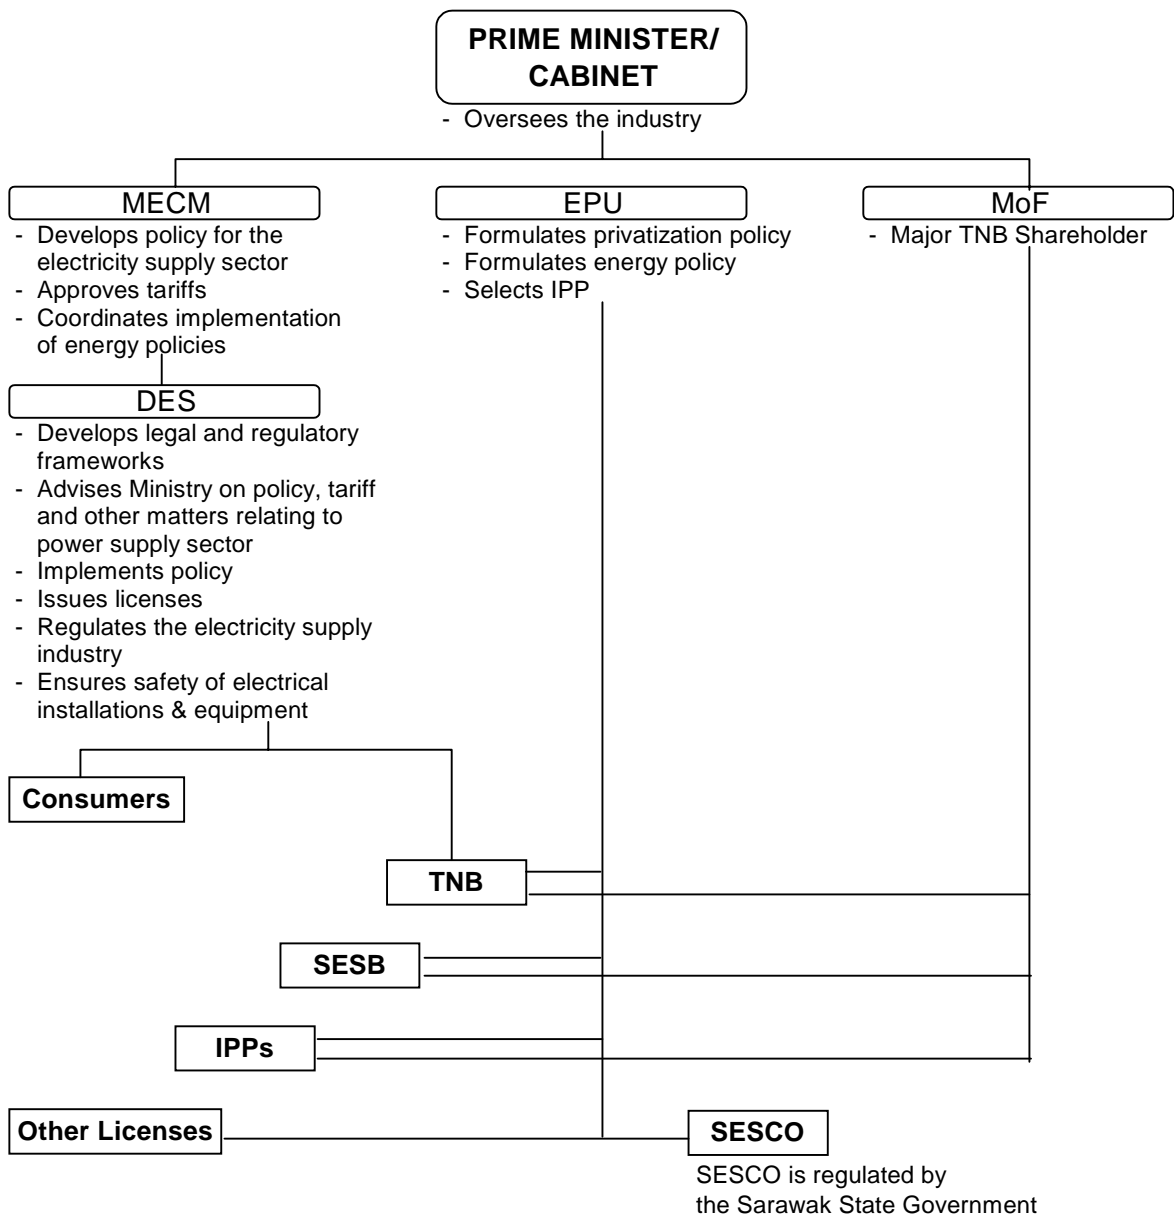 PRIME MINISTER/
CABINET
- Oversees the industry
MECM
- Develops policy for the
electricity supply sector
- Approves tariffs
- Coordinates implementation
of energy policies
EPU
- Formulates privatization policy
- Formulates energy policy
- Selects IPP
MoF
- Major TNB Shareholder
DES
- Develops legal and regulatory
frameworks
- Advises Ministry on policy, tariff
and other matters relating to
power supply sector
- Implements policy
- Issues licenses
- Regulates the electricity supply
industry
- Ensures safety of electrical
installations & equipment
Consumers
TNB
SESB
IPPs
Other Licenses
SESCO
SESCO is regulated by
the Sarawak State Government